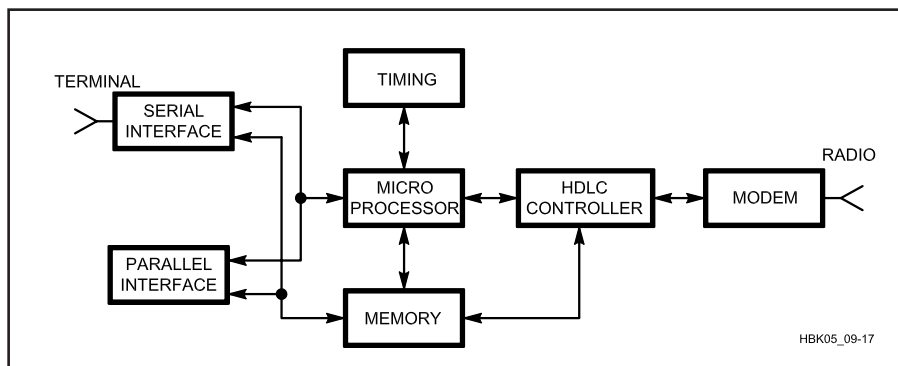 TIMING
TERMINAL
SERIAL
INTERFACE
RADIO
MICRO
PROCESSOR
HDLC
CONTROLLER
MODEM
PARALLEL
INTERFACE
MEMORY
HBK05_09-17